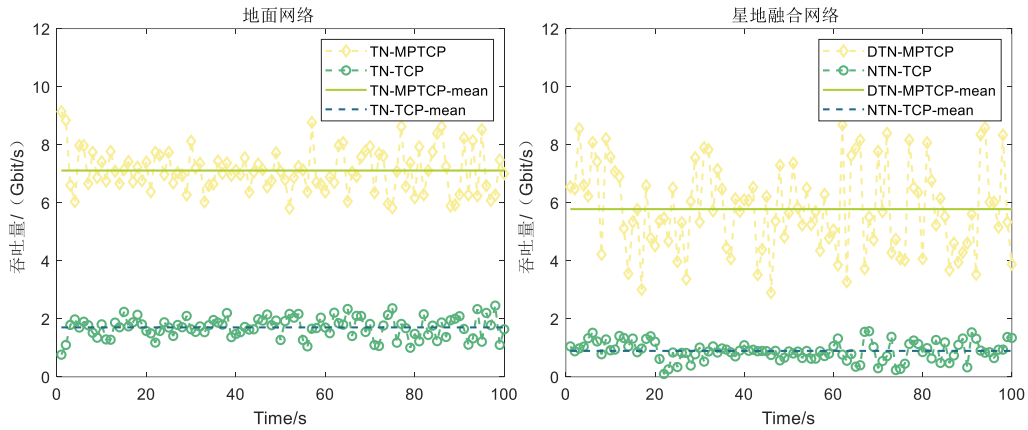 地面网络
12
10
8
6
4
2
0
吞吐量/（Gbit/s）
0
20
40
60
80
100
Time/s
TN-MPTCP
TN-TCP
TN-MPTCP-mean
TN-TCP-mean
星地融合网络
12
10
8
6
4
2
0
吞吐量/（Gbit/s）
0
20
40
60
80
100
Time/s
DTN-MPTCP
NTN-TCP
DTN-MPTCP-mean
NTN-TCP-mean